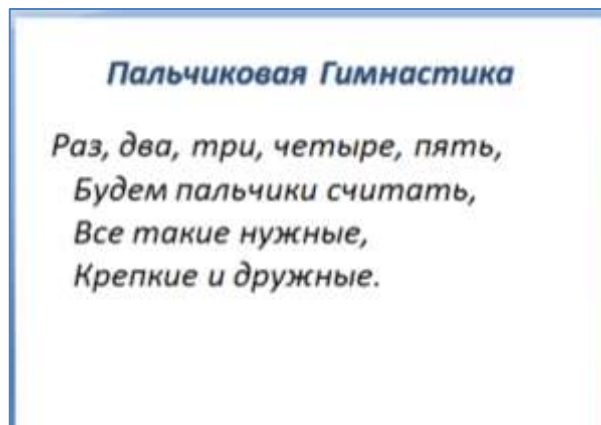 Пальчиковая Гимнастика
Раз, два, три, четыре, пять,
Будем пальчики считать,
Все такие нужные,
Крепкие и дружные.